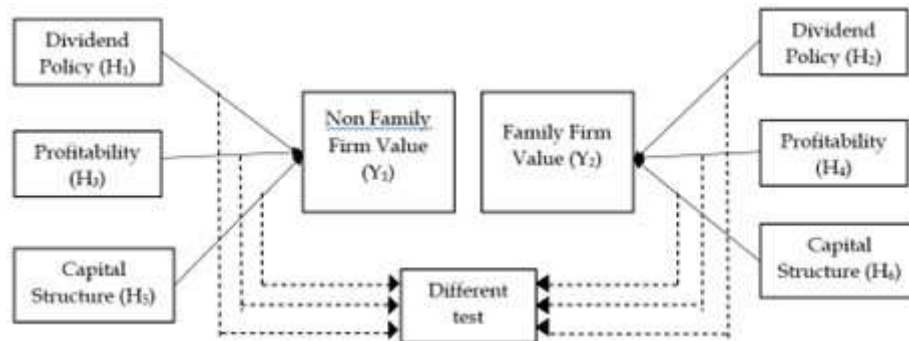 Dividend
Policy (H₁)
Profitability
(H₃)
Capital
Structure (H₅)
Non Family
Firm Value
(Y₁)
Family Firm
Value (Y₂)
Different
test
Dividend
Policy (H₂)
Profitability
(H₄)
Capital
Structure (H₆)